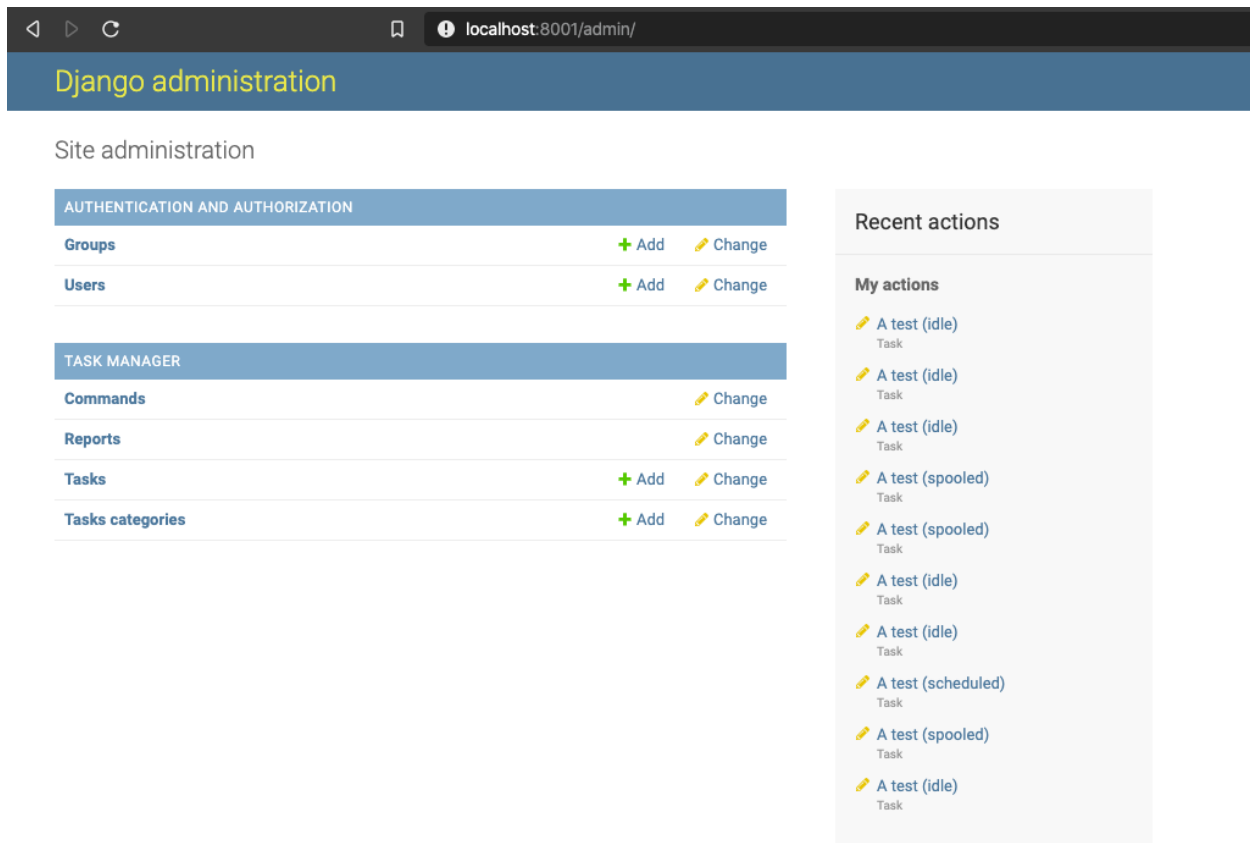 localhost:8001/admin/
Django administration
Site administration
AUTHENTICATION AND AUTHORIZATION
Groups Add Change
Users Add Change
TASK MANAGER
Commands Change
Reports Change
Tasks Add Change
Tasks categories Add Change
Recent actions
My actions
A test (idle)
Task
A test (idle)
Task
A test (idle)
Task
A test (spooled)
Task
A test (spooled)
Task
A test (idle)
Task
A test (idle)
Task
A test (scheduled)
Task
A test (spooled)
Task
A test (idle)
Task